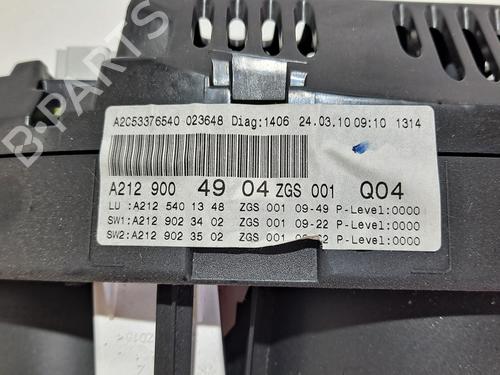 A2C53376540 023648 Diag:1406 24.03.10 09:10 1314
A212 900 49 04 ZGS 001 Q04
LU :A212 540 13 48 ZGS 001 09-49 P-Level:0000
SW1:A212 902 34 02 ZGS 001 09-22 P-Level:0000
SW2:A212 902 35 02 ZGS 001 P-Level:0000
B-PARTS